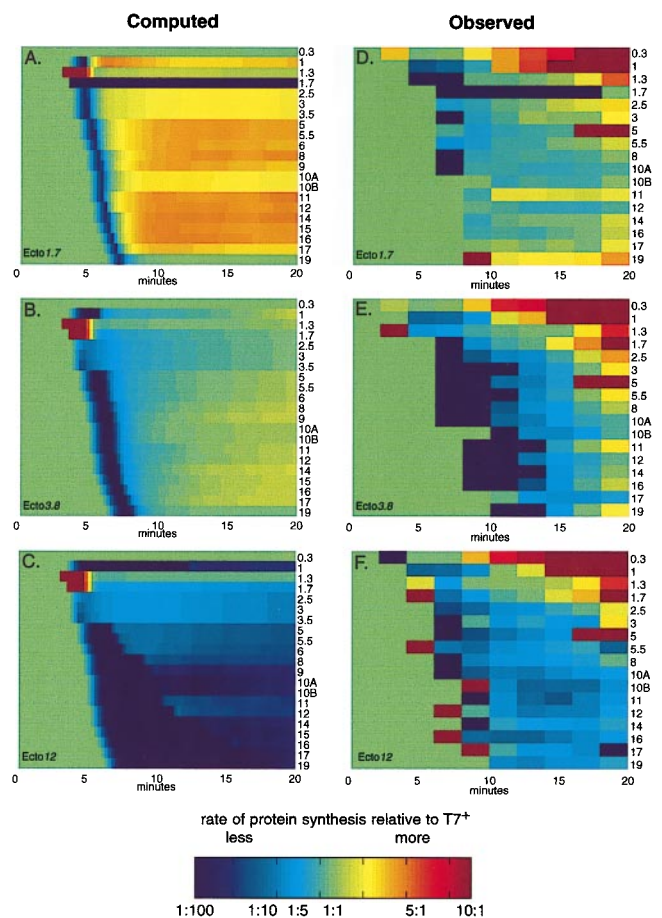 Computed
Observed
A.
0.3
1
1.3
1.7
2.5
3
3.5
5
5.5
6
8
9
10A
10B
11
12
14
15
16
17
19
Ecto1.7
0 5 10 15 20
minutes
D.
0.3
1
1.3
1.7
2.5
3
5
5.5
8
10A
10B
11
12
14
16
17
19
Ecto1.7
0 5 10 15 20
minutes
B.
0.3
1
1.3
1.7
2.5
3
3.5
5
5.5
6
8
9
10A
10B
11
12
14
15
16
17
19
Ecto3.8
0 5 10 15 20
minutes
E.
0.3
1
1.3
1.7
2.5
3
5
5.5
8
10A
10B
11
12
14
16
17
19
Ecto3.8
0 5 10 15 20
minutes
C.
0.3
1
1.3
1.7
2.5
3
3.5
5
5.5
6
8
9
10A
10B
11
12
14
15
16
17
19
Ecto12
0 5 10 15 20
minutes
F.
0.3
1
1.3
1.7
2.5
3
5
5.5
8
10A
10B
11
12
14
16
17
19
Ecto12
0 5 10 15 20
minutes
rate of protein synthesis relative to T7+
less more
1:100 1:10 1:5 1:1 5:1 10:1